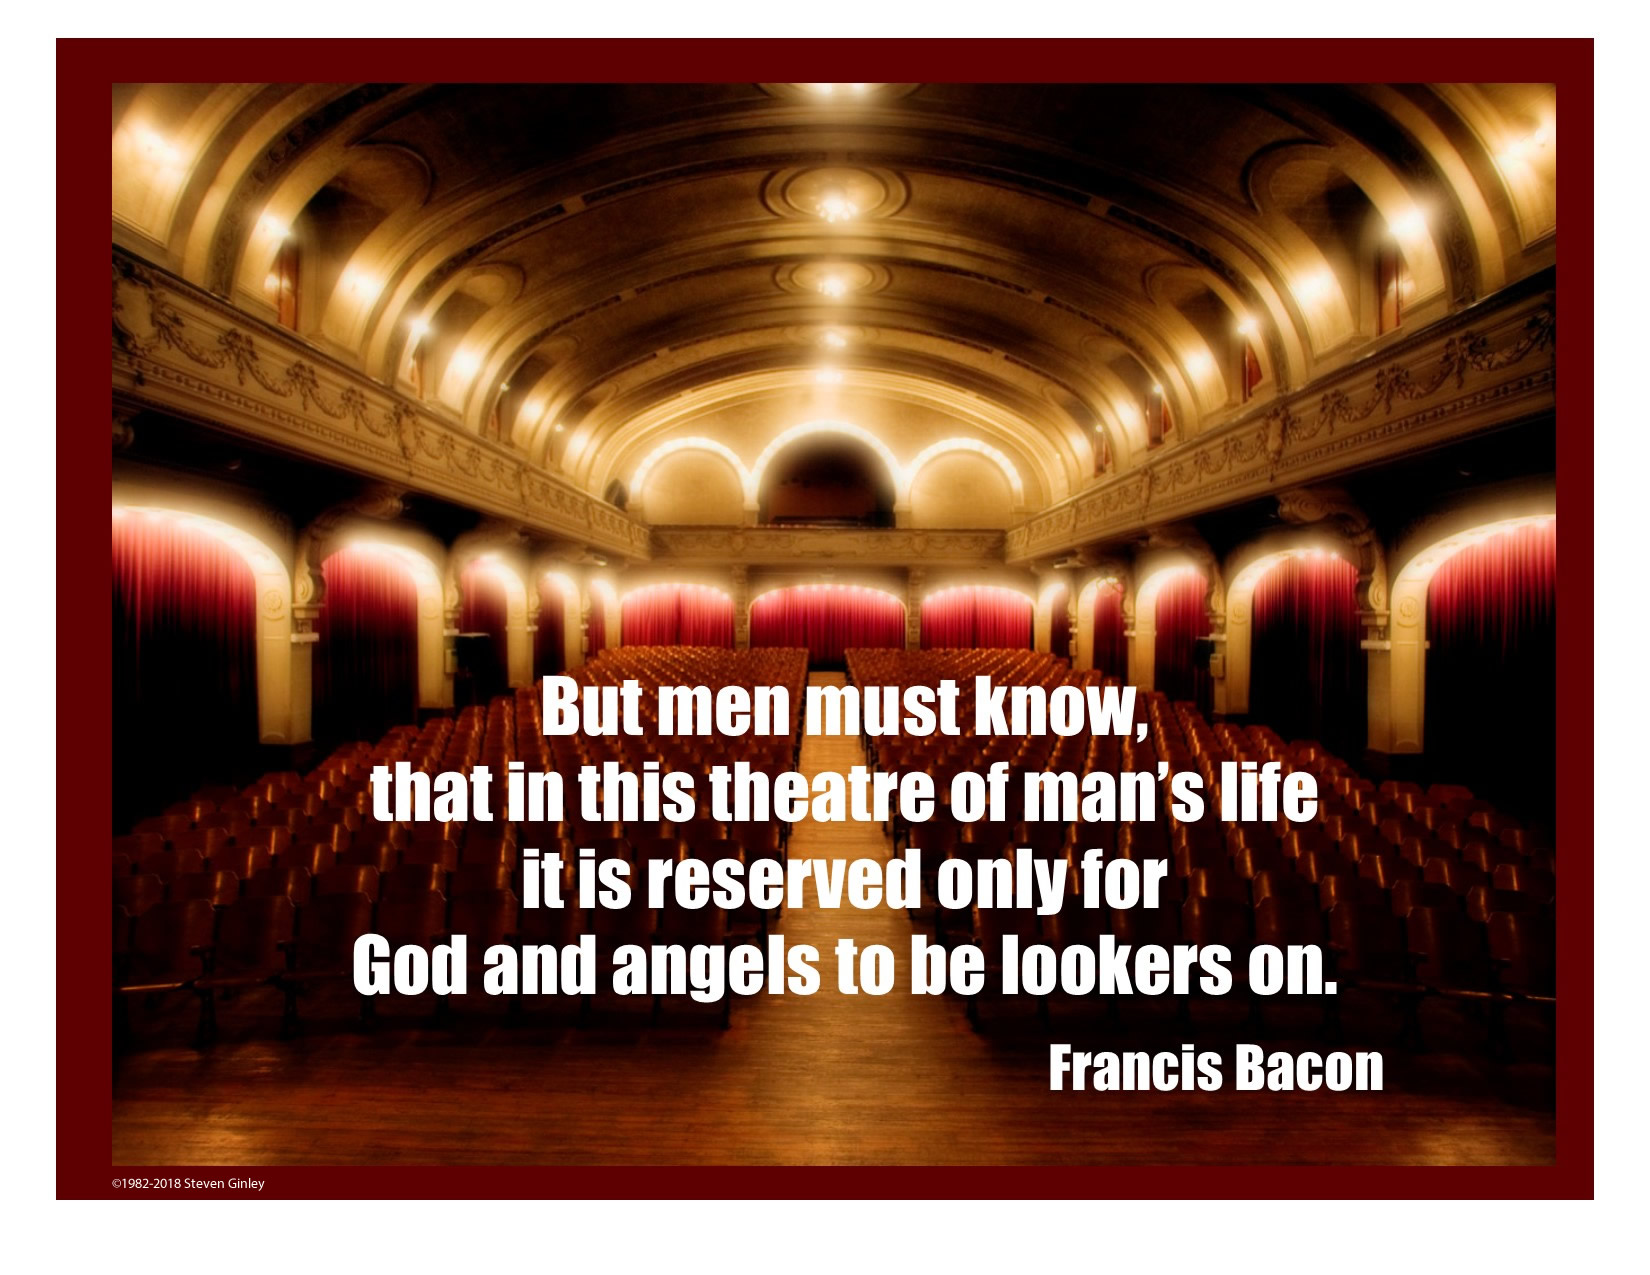 But men must know,
that in this theatre of man’s life
it is reserved only for
God and angels to be lookers on.
Francis Bacon
©1982-2018 Steven Ginley